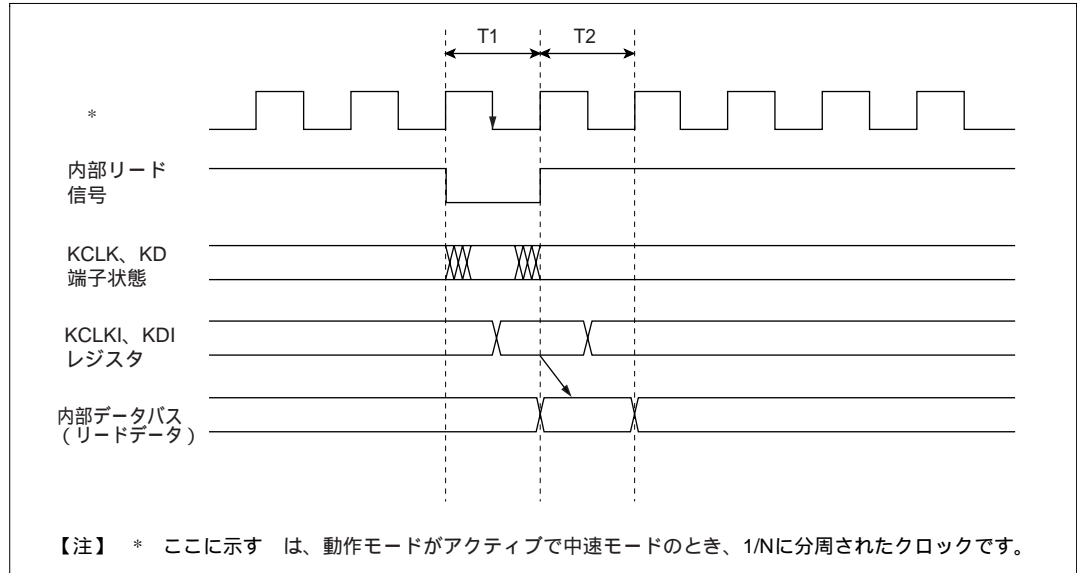 T1 T2
*
内部リード
信号
KCLK、KD
端子状態
KCLKI、KDI
レジスタ
内部データバス
（リードデータ）
【注】 * ここに示す　は、動作モードがアクティブで中速モードのとき、1/Nに分周されたクロックです。